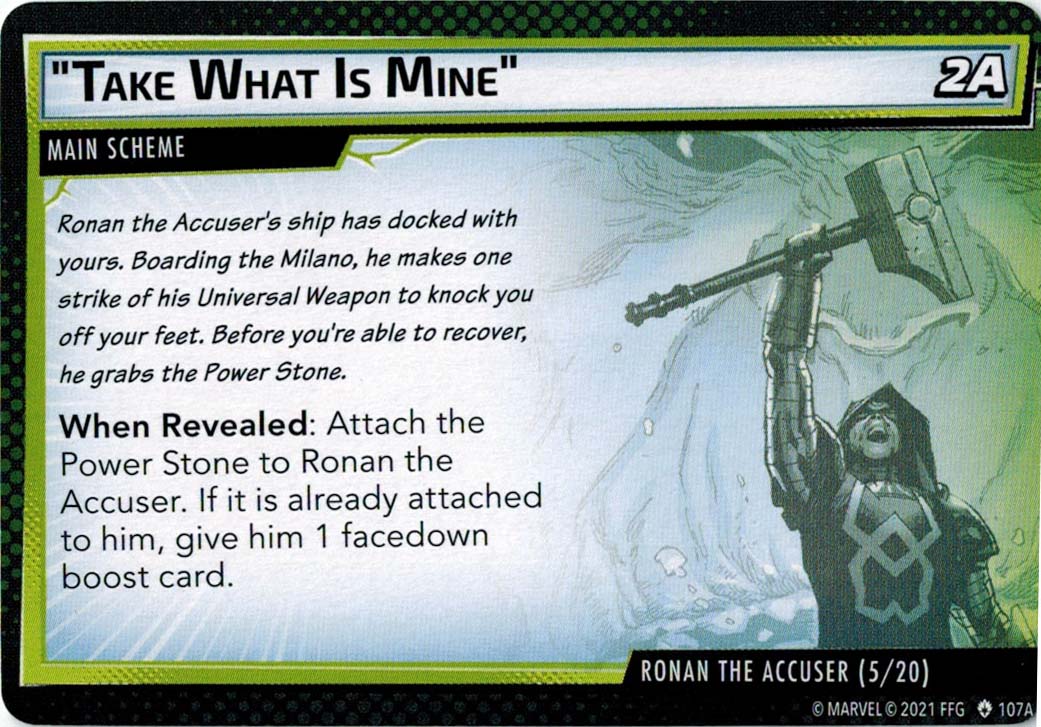 "Take What Is Mine" 2A
MAIN SCHEME
Ronan the Accuser's ship has docked with
yours. Boarding the Milano, he makes one
strike of his Universal Weapon to knock you
off your feet. Before you're able to recover,
he grabs the Power Stone.
When Revealed: Attach the
Power Stone to Ronan the
Accuser. If it is already attached
to him, give him 1 facedown
boost card.
RONAN THE ACCUSER (5/20)
© MARVEL © 2021 FFG 107A